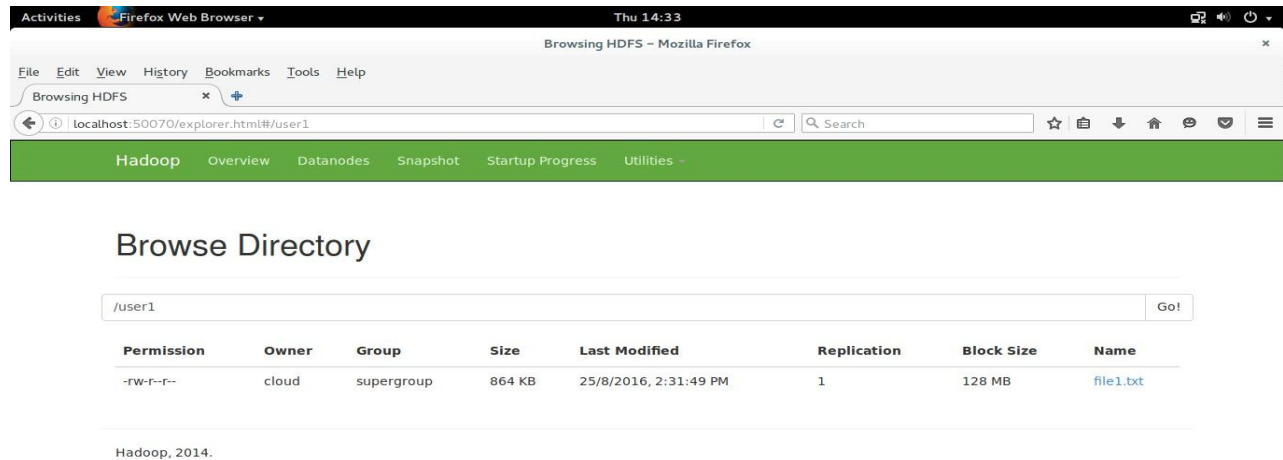 Activities Firefox Web Browser Thu 14:33
Browsing HDFS – Mozilla Firefox
File Edit View History Bookmarks Tools Help
Browsing HDFS
localhost:50070/explorer.html#/user1 Search
Hadoop Overview Datanodes Snapshot Startup Progress Utilities
Browse Directory
/user1 Go!
Permission Owner Group Size Last Modified Replication Block Size Name
-rw-r--r-- cloud supergroup 864 KB 25/8/2016, 2:31:49 PM 1 128 MB file1.txt
Hadoop, 2014.